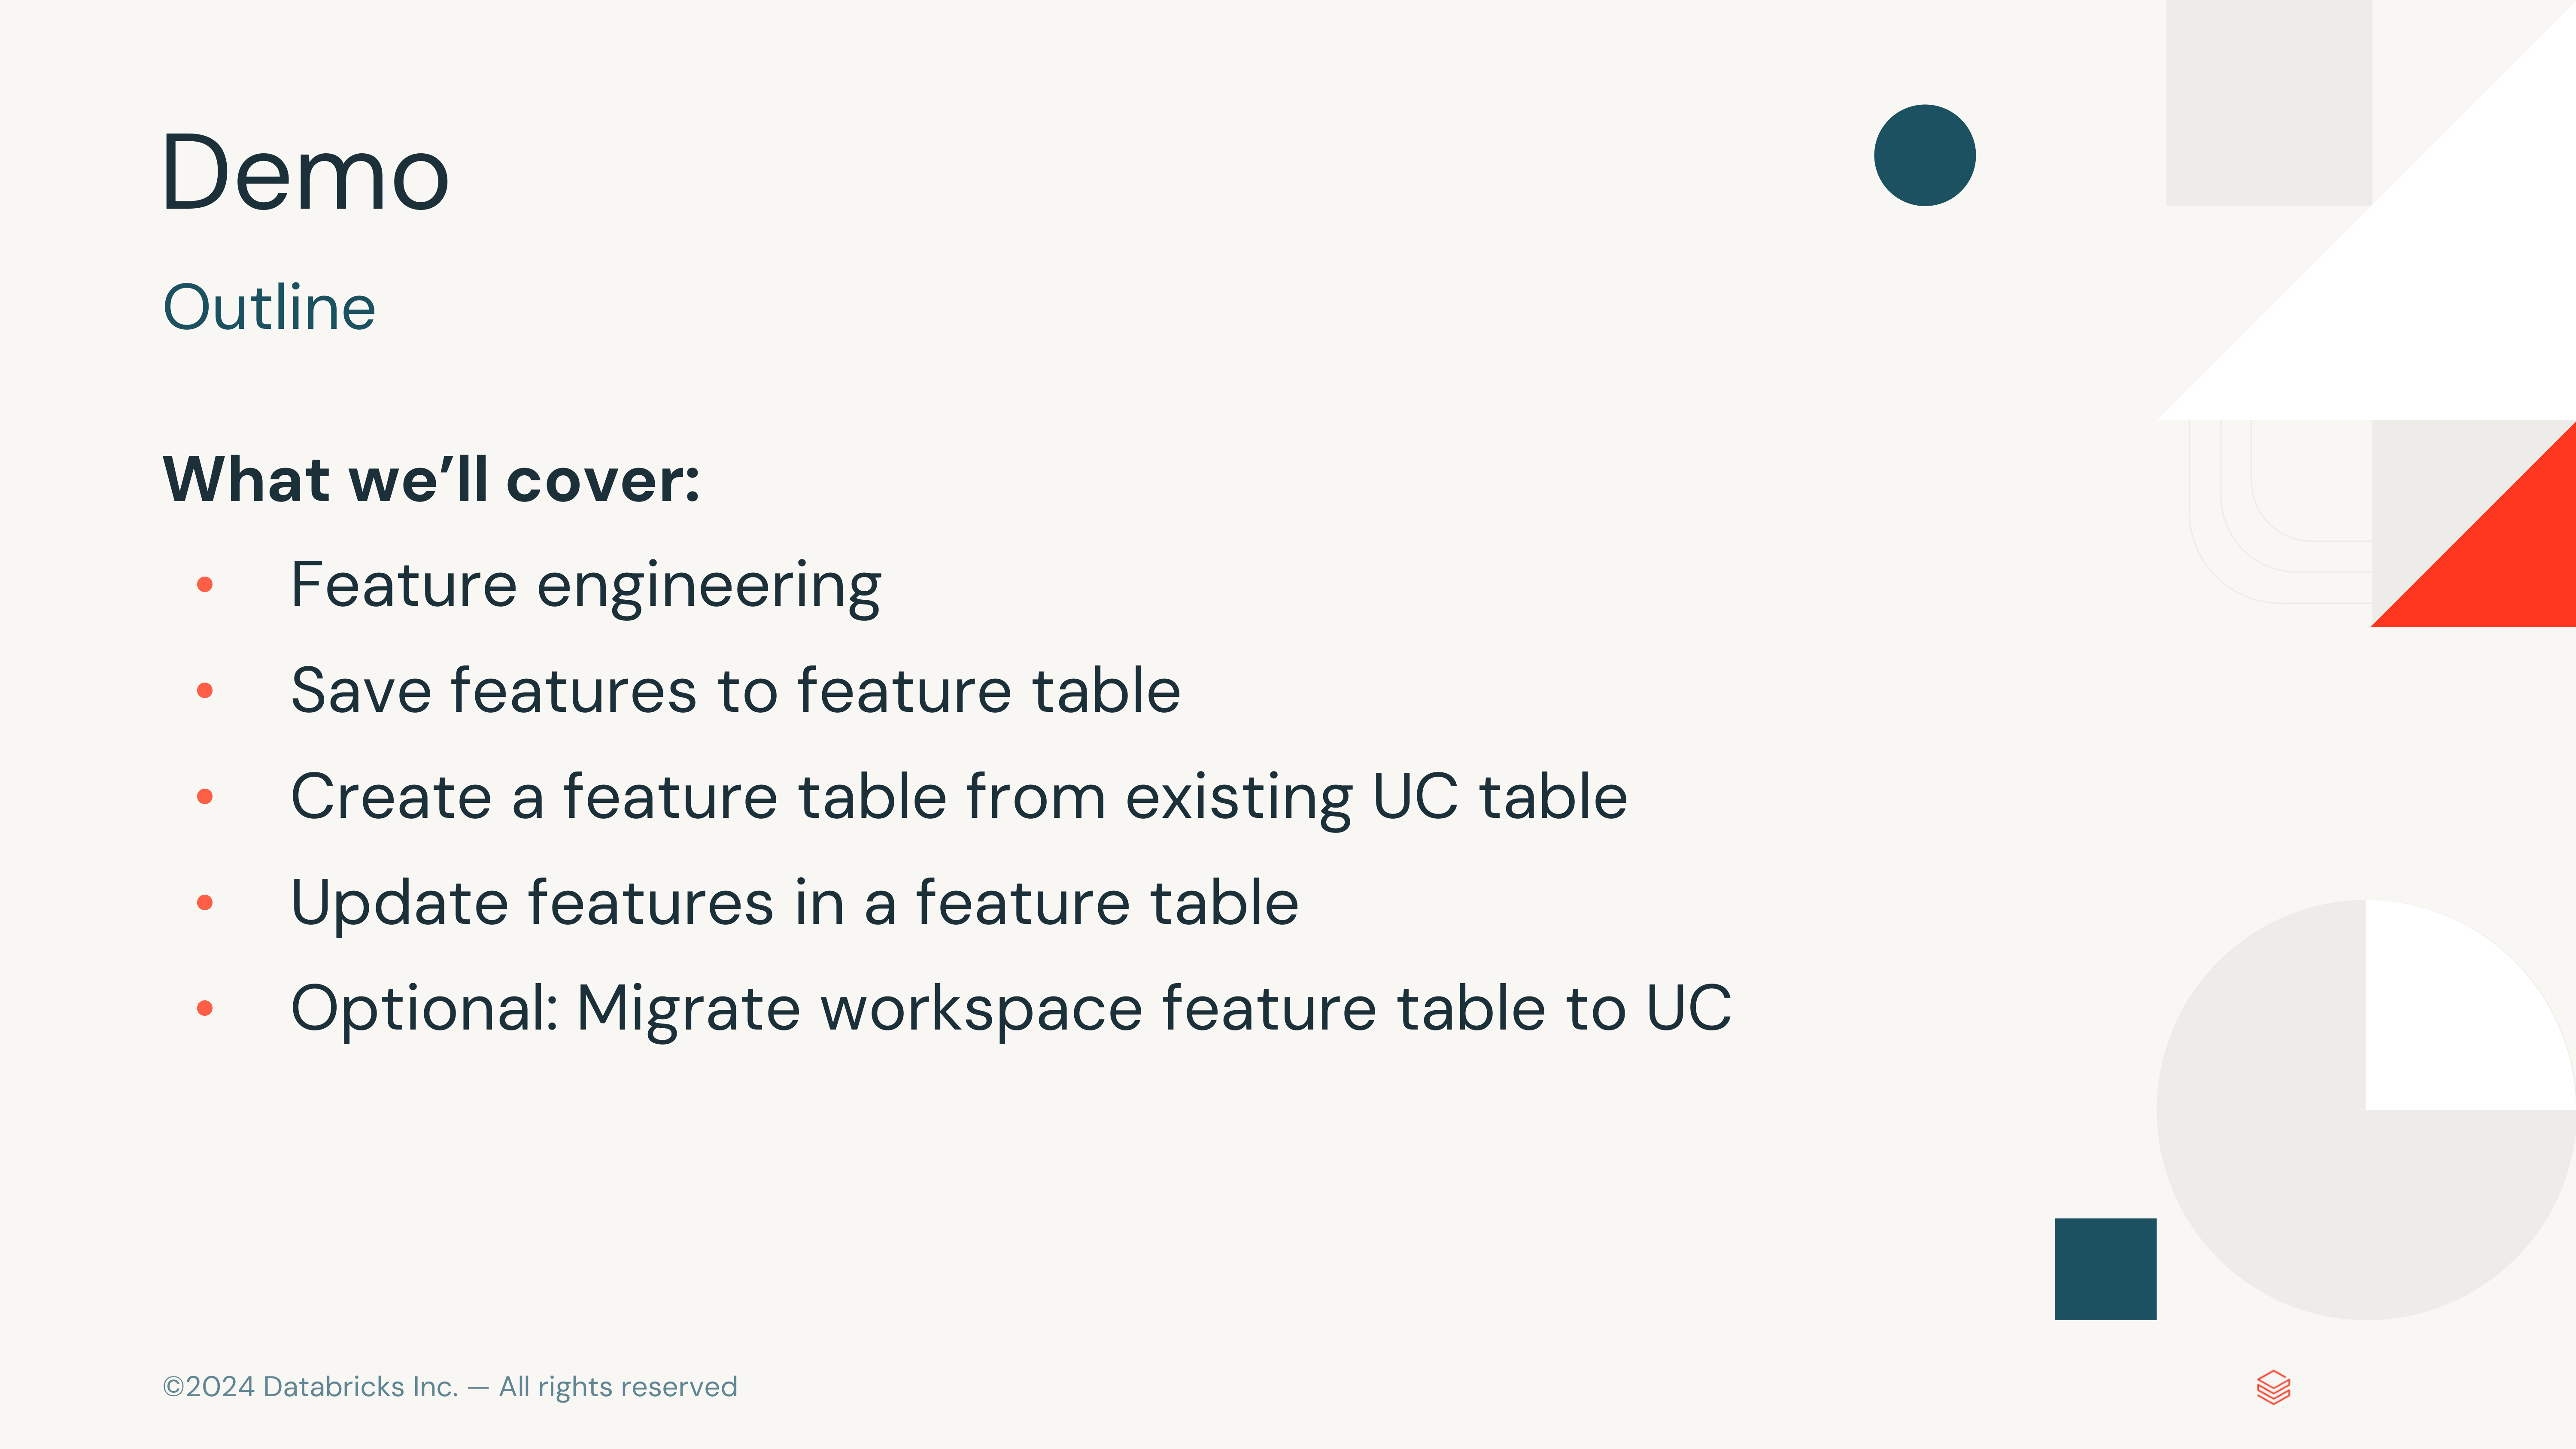 Demo
Outline
What we’ll cover:
• Feature engineering
• Save features to feature table
• Create a feature table from existing UC table
• Update features in a feature table
• Optional: Migrate workspace feature table to UC
©2024 Databricks Inc. — All rights reserved